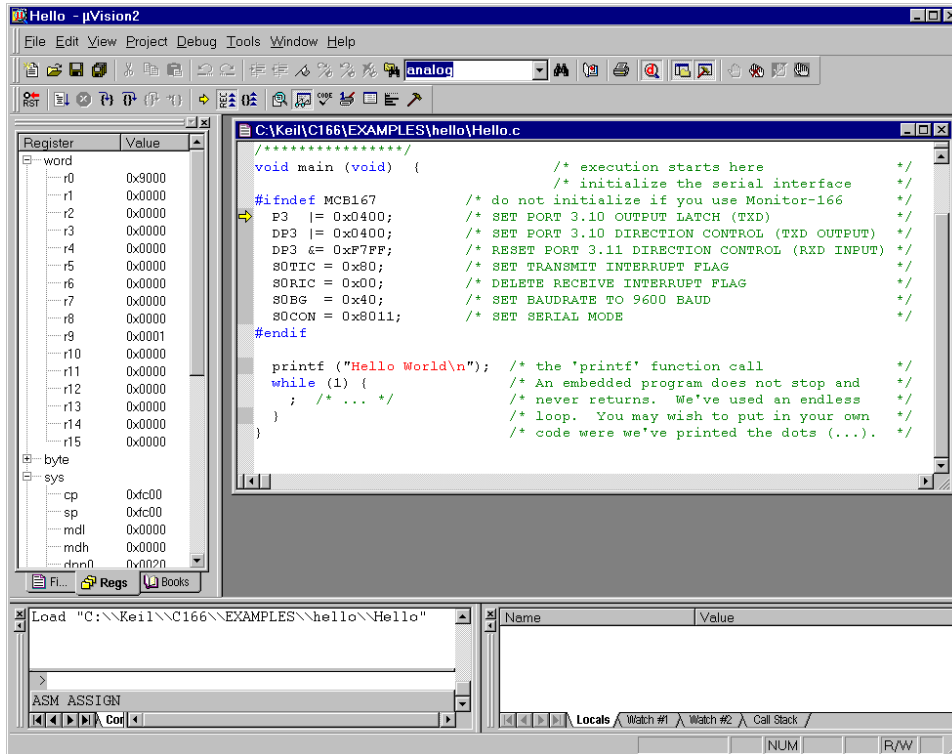 Hello - µVision2
File Edit View Project Debug Tools Window Help
analog
RST
CODE
Register Value
word
r0 0x9000
r1 0x0000
r2 0x0000
r3 0x0000
r4 0x0000
r5 0x0000
r6 0x0000
r7 0x0000
r8 0x0000
r9 0x0001
r10 0x0000
r11 0x0000
r12 0x0000
r13 0x0000
r14 0x0000
r15 0x0000
byte
sys
cp 0xfc00
sp 0xfc00
mdl 0x0000
mdh 0x0000
dpp0 0x0020
Fi... Regs Books
C:\Keil\C166\EXAMPLES\hello\Hello.c
/****************/
void main (void) { /* execution starts here */
/* initialize the serial interface */
#ifndef MCB167 /* do not initialize if you use Monitor-166 */
P3 |= 0x0400; /* SET PORT 3.10 OUTPUT LATCH (TXD) */
DP3 |= 0x0400; /* SET PORT 3.10 DIRECTION CONTROL (TXD OUTPUT) */
DP3 &= 0xF7FF; /* RESET PORT 3.11 DIRECTION CONTROL (RXD INPUT) */
S0TIC = 0x80; /* SET TRANSMIT INTERRUPT FLAG */
S0RIC = 0x00; /* DELETE RECEIVE INTERRUPT FLAG */
S0BG = 0x40; /* SET BAUDRATE TO 9600 BAUD */
S0CON = 0x8011; /* SET SERIAL MODE */
#endif
printf ("Hello World\n"); /* the 'printf' function call */
while (1) { /* An embedded program does not stop and */
; /* ... */ /* never returns. We've used an endless */
} /* loop. You may wish to put in your own */
} /* code were we've printed the dots (...). */
Load "C:\\Keil\\C166\\EXAMPLES\\hello\\Hello"
>
ASM ASSIGN
Name Value
Locals Watch #1 Watch #2 Call Stack
NUM R/W